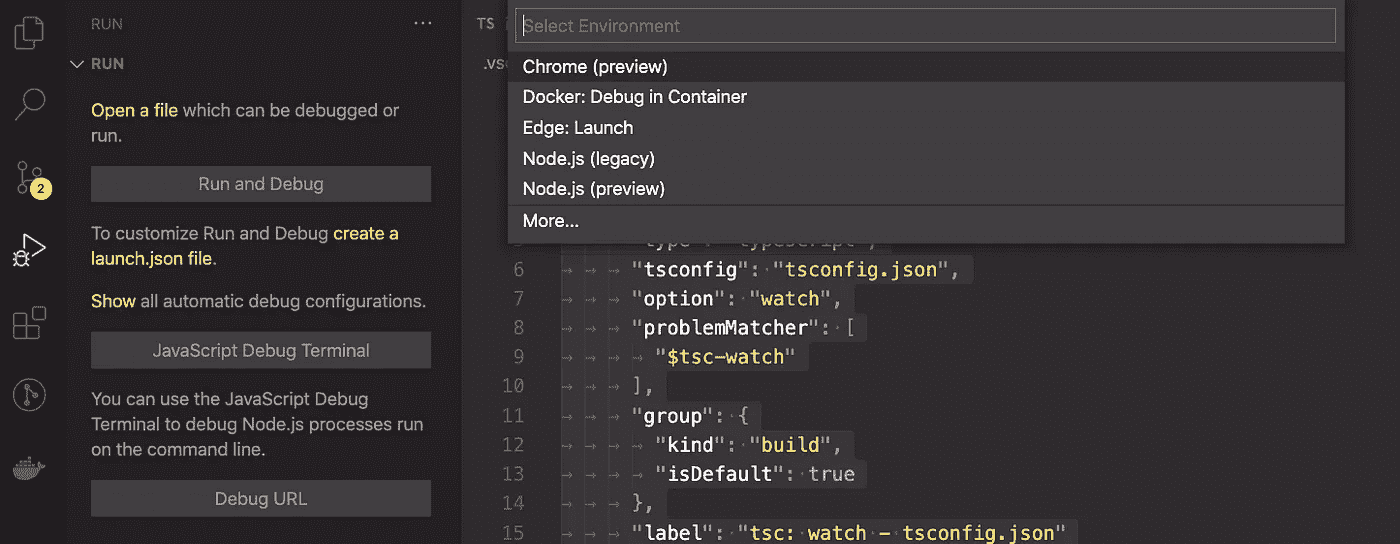 RUN
...
RUN
Open a file which can be debugged or
run.
Run and Debug
To customize Run and Debug create a
launch.json file.
Show all automatic debug configurations.
JavaScript Debug Terminal
You can use the JavaScript Debug
Terminal to debug Node.js processes run
on the command line.
Debug URL
2
TS
.vs
Select Environment
Chrome (preview)
Docker: Debug in Container
Edge: Launch
Node.js (legacy)
Node.js (preview)
More...
"type": "typescript",
6 "tsconfig": "tsconfig.json",
7 "option": "watch",
8 "problemMatcher": [
9 "$tsc-watch"
10 ],
11 "group": {
12 "kind": "build",
13 "isDefault": true
14 },
15 "label": "tsc: watch - tsconfig.json"